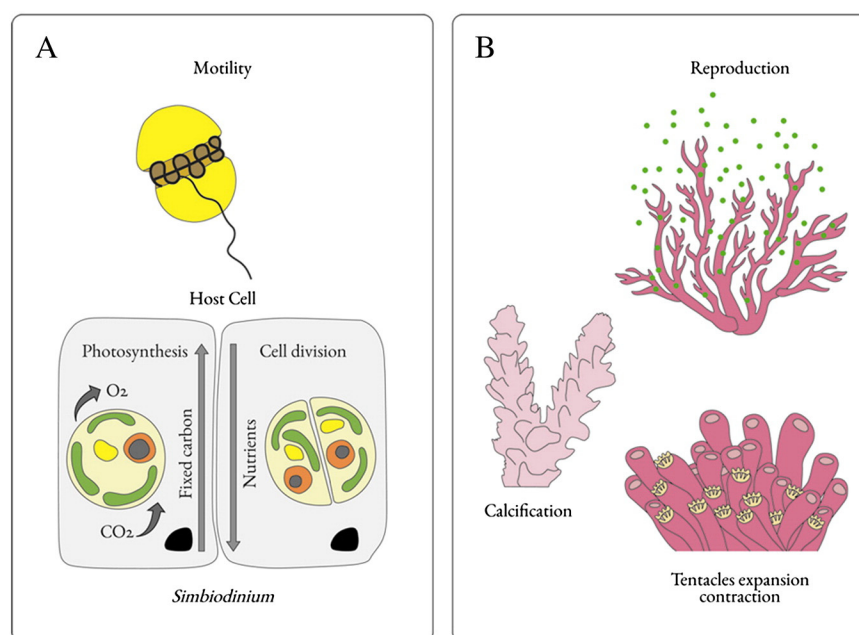 A
Motility
Host Cell
Photosynthesis
Cell division
O2
Fixed carbon
Nutrients
CO2
Simbiodinium
B
Reproduction
Calcification
Tentacles expansion
contraction